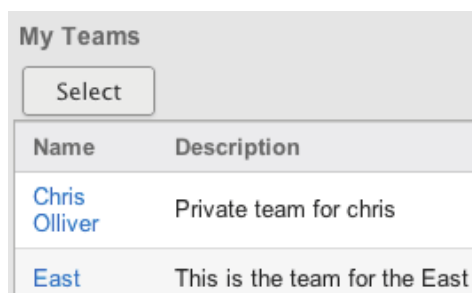 My Teams
Select
Name Description
Chris
Olliver
Private team for chris
East This is the team for the East